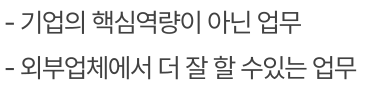 - 기업의 핵심역량이 아닌 업무
- 외부업체에서 더 잘 할 수있는 업무